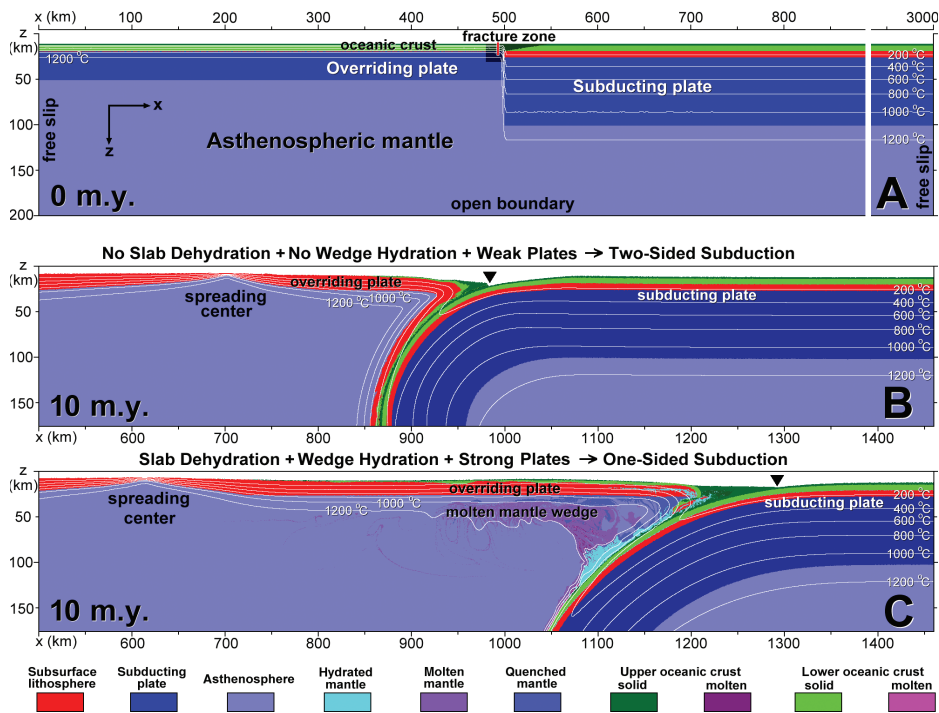 x (km) 100 200 300 400 500 600 700 800 3000
z
(km)
fracture zone
oceanic crust
1200 °C
Overriding plate
Subducting plate
200 °C
400 °C
600 °C
800 °C
1000 °C
1200 °C
50
100
150
200
free slip
x
z
Asthenospheric mantle
free slip
0 m.y.
open boundary
A
No Slab Dehydration + No Wedge Hydration + Weak Plates → Two-Sided Subduction
z
(km)
50
100
150
spreading
center
overriding plate
1200 °C
1000 °C
subducting plate
200 °C
400 °C
600 °C
800 °C
1000 °C
1200 °C
10 m.y.
B
x (km) 600 700 800 900 1000 1100 1200 1300 1400
Slab Dehydration + Wedge Hydration + Strong Plates → One-Sided Subduction
z
(km)
50
100
150
spreading
center
overriding plate
1200 °C
1000 °C
molten mantle wedge
subducting plate
200 °C
400 °C
600 °C
800 °C
1000 °C
1200 °C
10 m.y.
C
x (km) 600 700 800 900 1000 1100 1200 1300 1400
Subsurface
lithosphere
Subducting
plate
Asthenosphere
Hydrated
mantle
Molten
mantle
Quenched
mantle
Upper oceanic crust
solid molten
Lower oceanic crust
solid molten